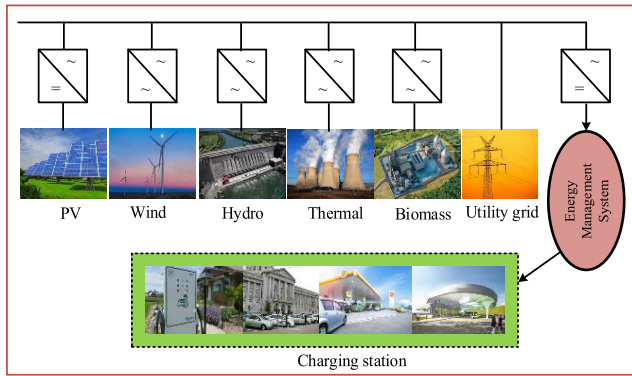 ~
=
~
~
~
~
~
~
~
~
~
=
PV
Wind
Hydro
Thermal
Biomass
Utility grid
Energy
Management
System
Charging station